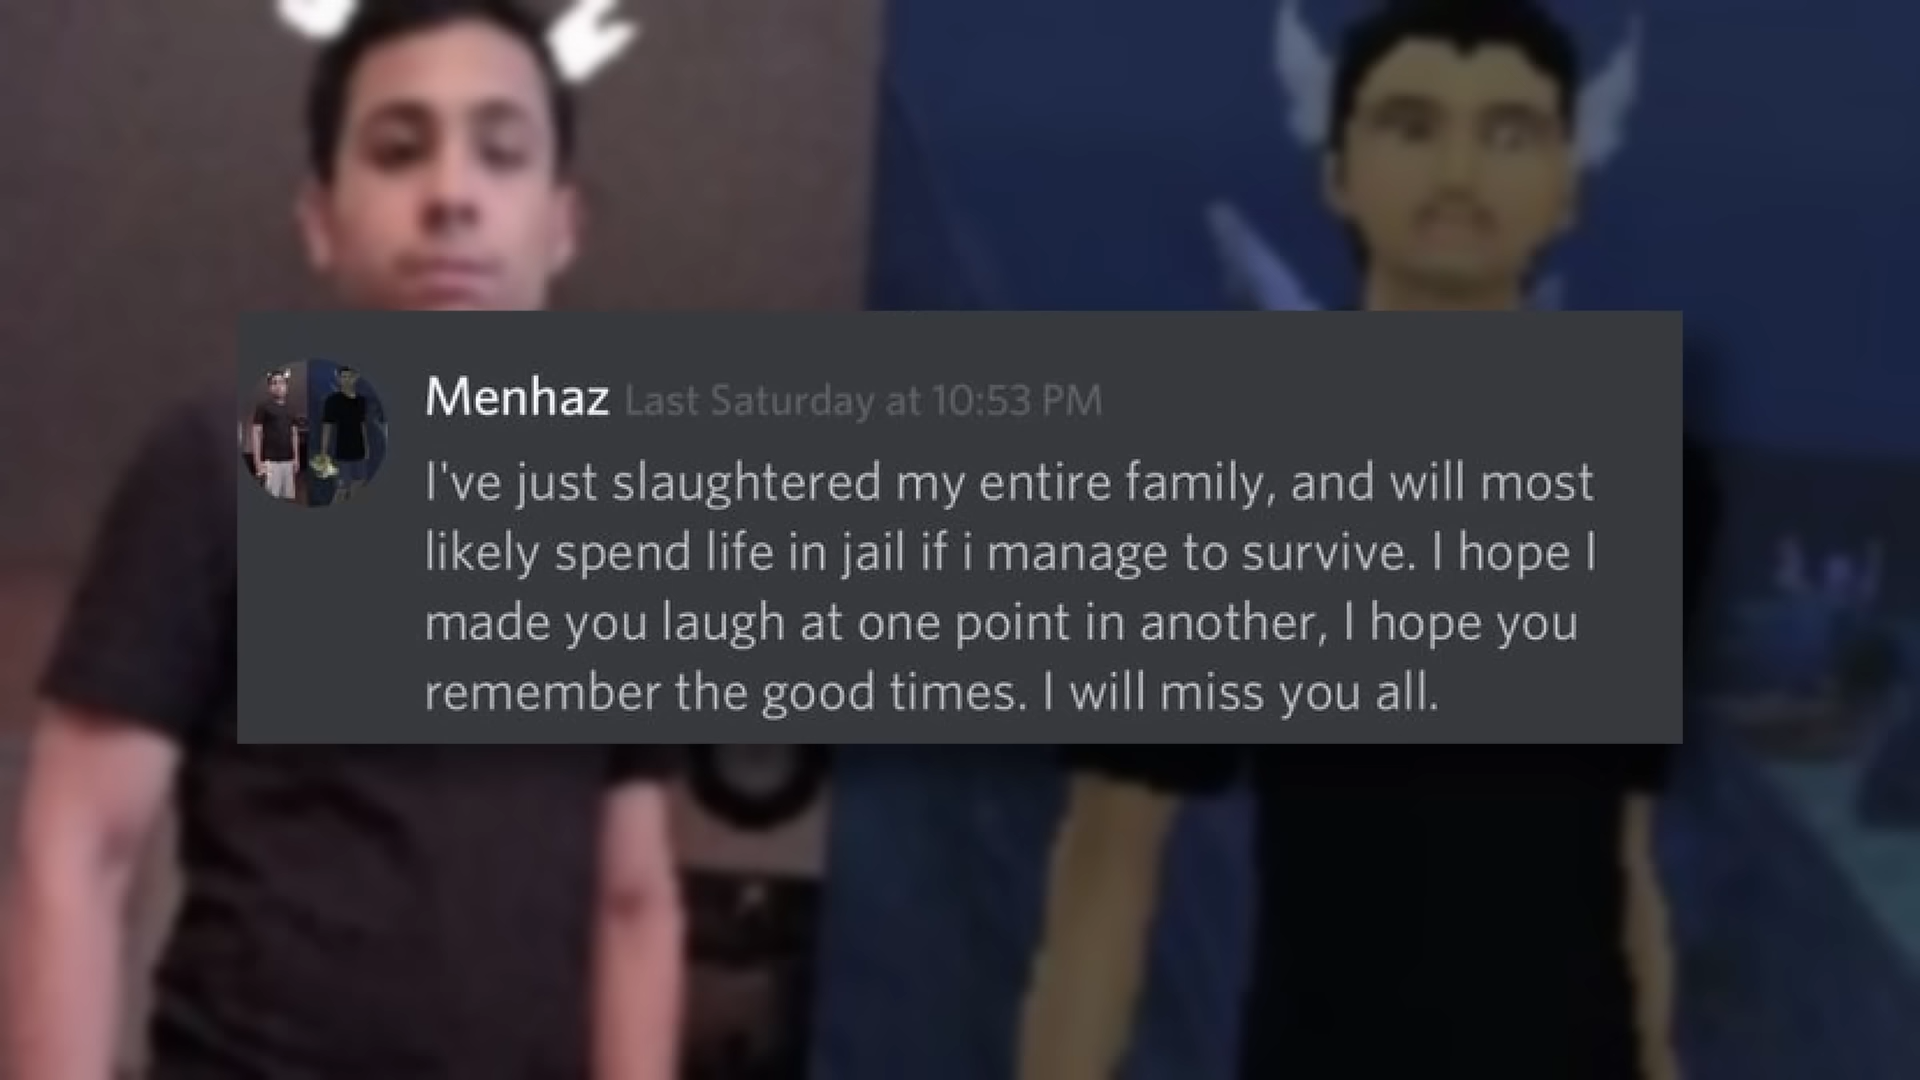 Menhaz Last Saturday at 10:53 PM
I've just slaughtered my entire family, and will most
likely spend life in jail if i manage to survive. I hope I
made you laugh at one point in another, I hope you
remember the good times. I will miss you all.